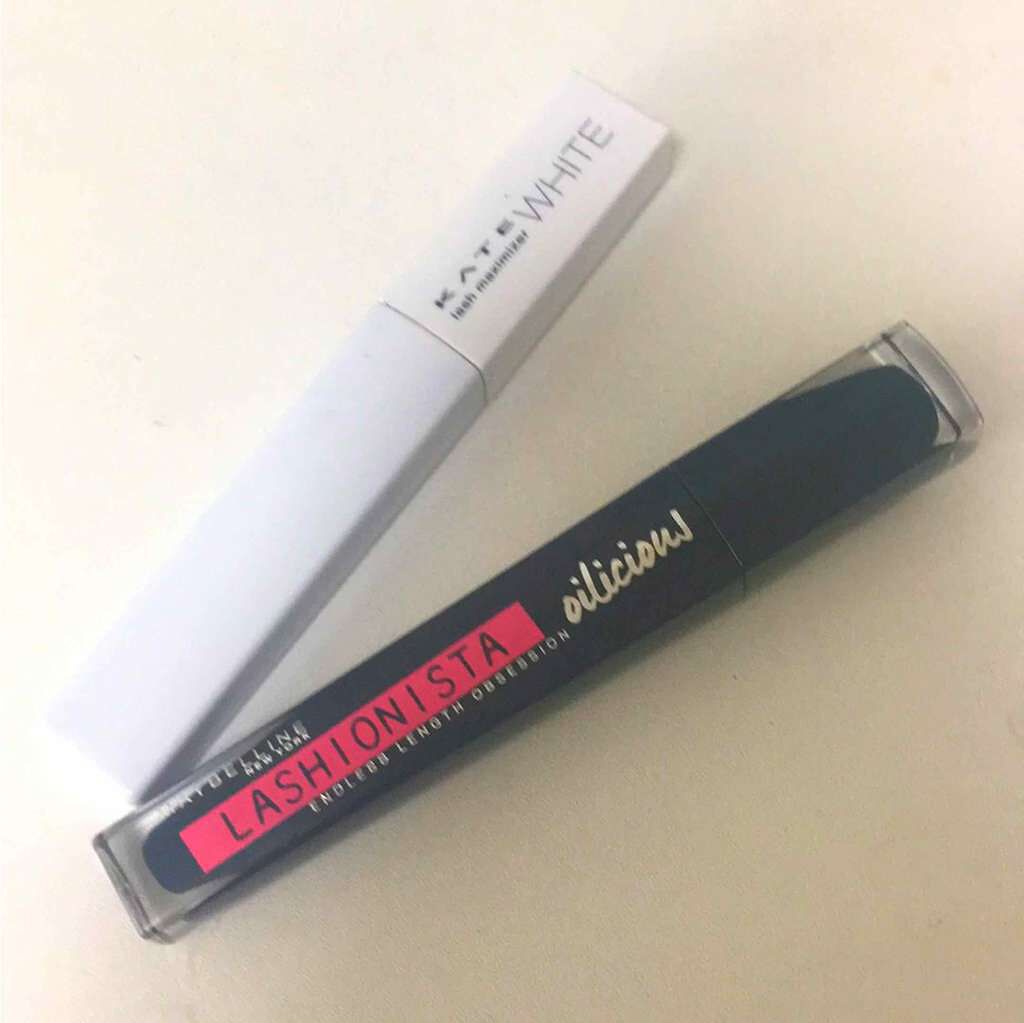 KATE WHITE
lash maximizer
MAYBELLINE
NEW YORK
LASHIONISTA
ENDLESS LENGTH OBSESSION
oilicious